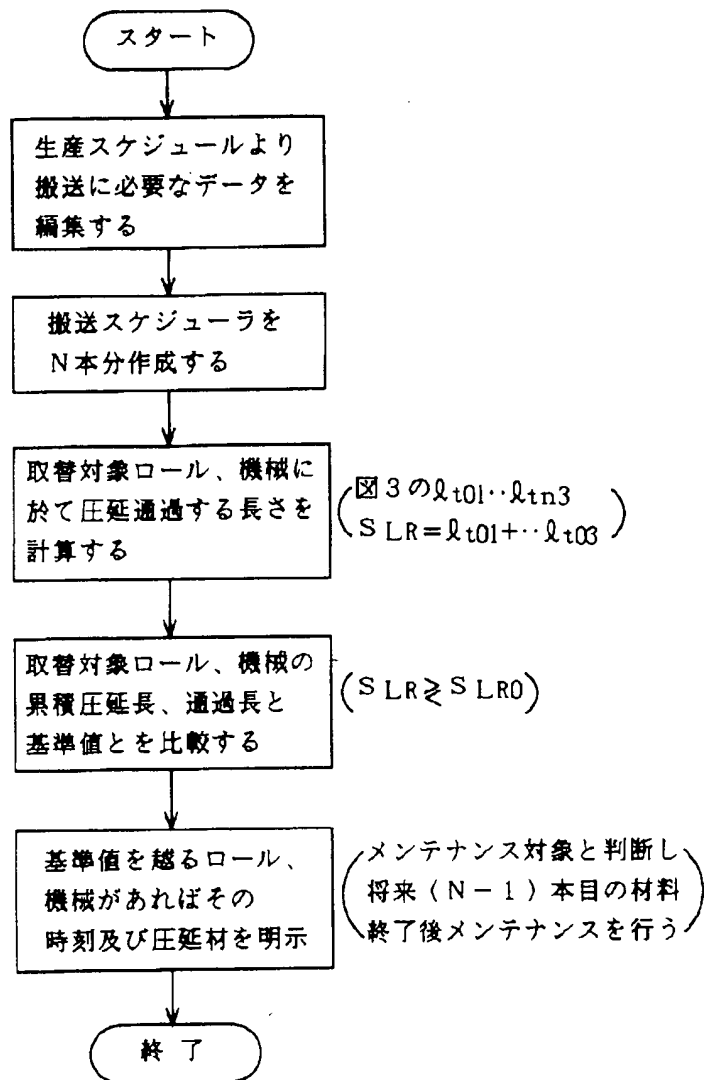 スタート
生産スケジュールより
搬送に必要なデータを
編集する
搬送スケジューラを
N本分作成する
取替対象ロール、機械に
於て圧延通過する長さを
計算する
図3のℓt01‥ℓtn3
SLR=ℓt01+‥ℓt03
取替対象ロール、機械の
累積圧延長、通過長と
基準値とを比較する
(SLR≷SLR0)
基準値を越るロール、
機械があればその
時刻及び圧延材を明示
メンテナンス対象と判断し
将来(N-1)本目の材料
終了後メンテナンスを行う
終了